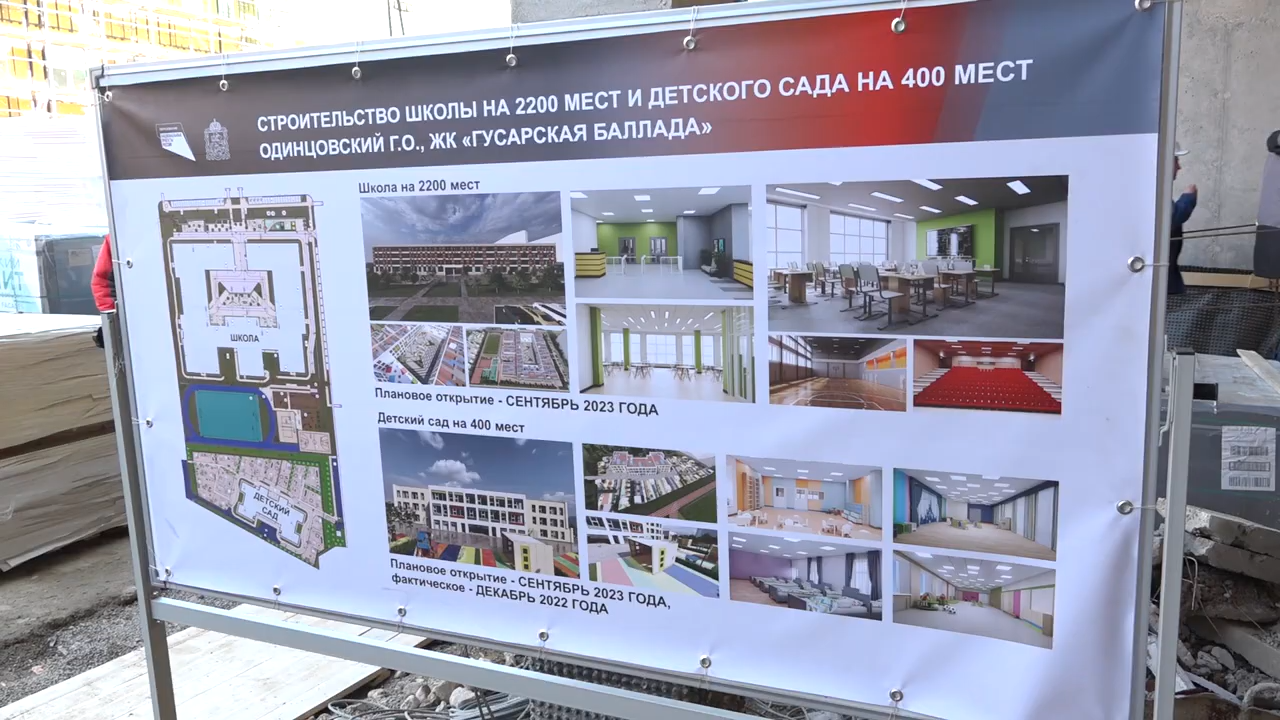 СТРОИТЕЛЬСТВО ШКОЛЫ НА 2200 МЕСТ И ДЕТСКОГО САДА НА 400 МЕСТ
ОДИНЦОВСКИЙ Г.О., ЖК «ГУСАРСКАЯ БАЛЛАДА»
Школа на 2200 мест
ШКОЛА
Плановое открытие - СЕНТЯБРЬ 2023 ГОДА
Детский сад на 400 мест
ДЕТСКИЙ
САД
Плановое открытие - СЕНТЯБРЬ 2023 ГОДА,
фактическое - ДЕКАБРЬ 2022 ГОДА